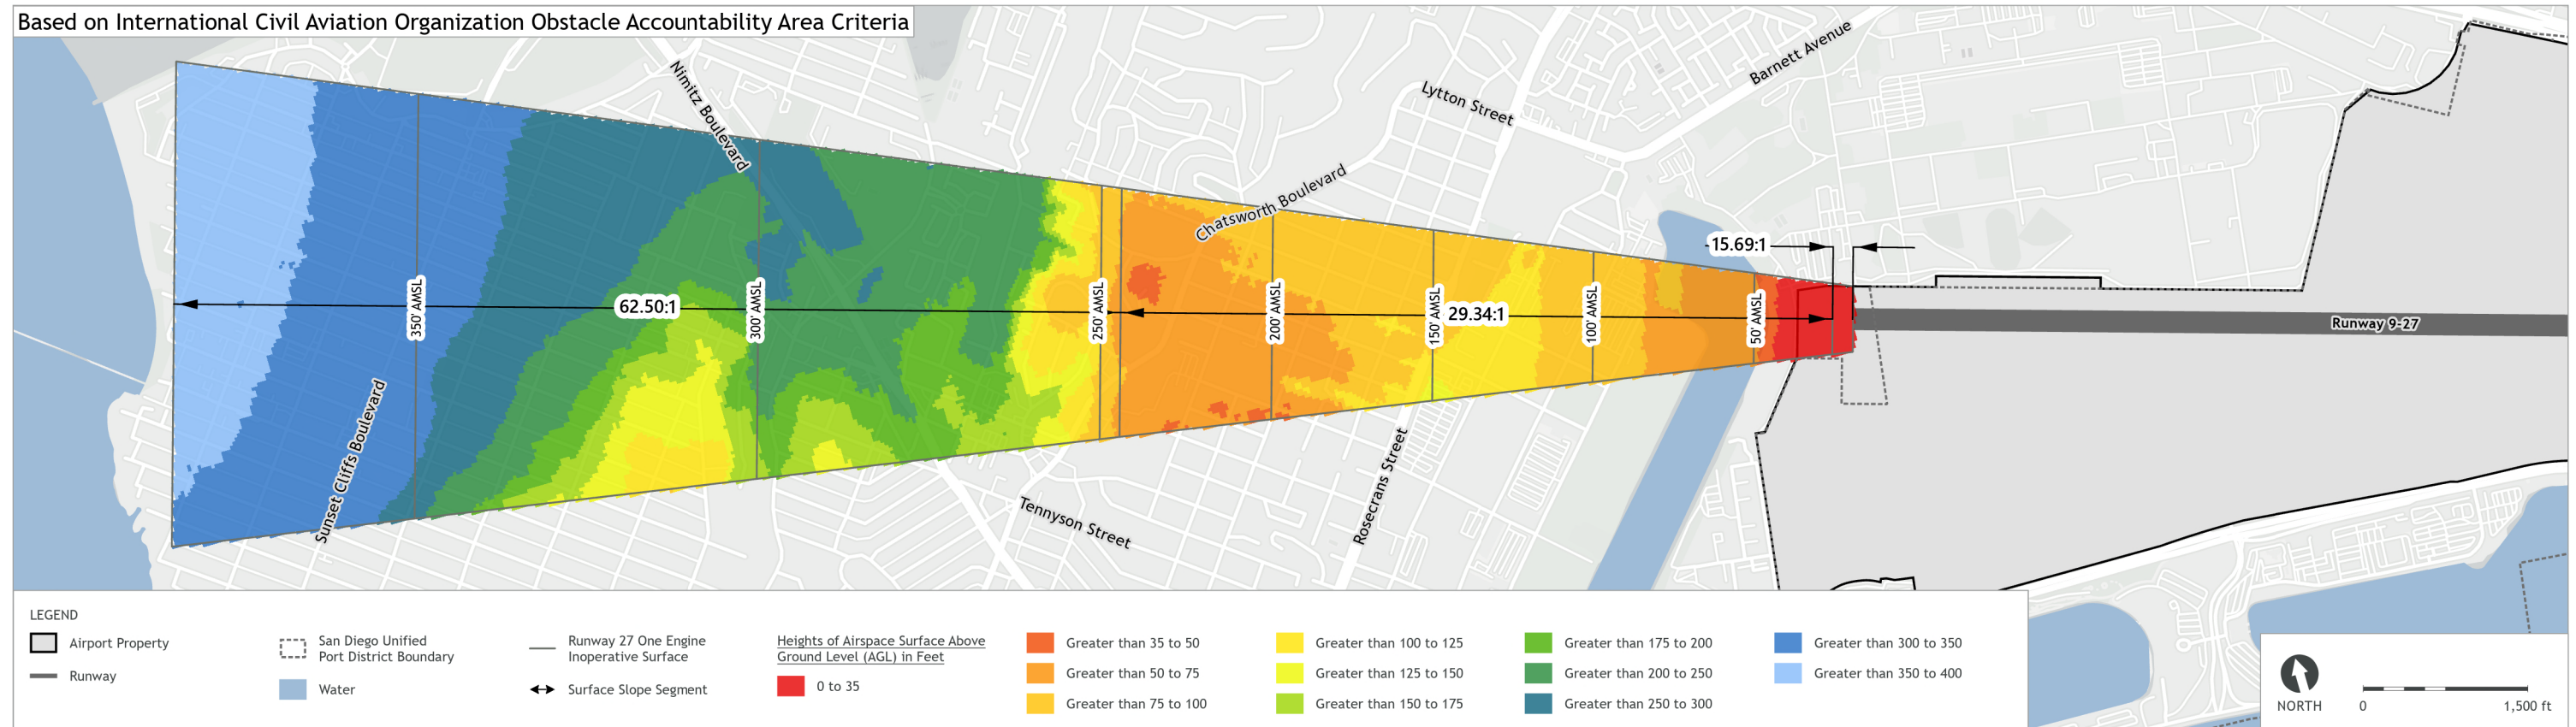 Based on International Civil Aviation Organization Obstacle Accountability Area Criteria
Nimitz Boulevard
Lytton Street
Barnett Avenue
Chatsworth Boulevard
15.69:1
350' AMSL
62.50:1
300' AMSL
250' AMSL
200' AMSL
150' AMSL
29.34:1
100' AMSL
50' AMSL
Runway 9-27
Sunset Cliffs Boulevard
Tennyson Street
Rosecrans Street
LEGEND
Airport Property
Runway
San Diego Unified
Port District Boundary
Water
Runway 27 One Engine
Inoperative Surface
Surface Slope Segment
Heights of Airspace Surface Above
Ground Level (AGL) in Feet
0 to 35
Greater than 35 to 50
Greater than 50 to 75
Greater than 75 to 100
Greater than 100 to 125
Greater than 125 to 150
Greater than 150 to 175
Greater than 175 to 200
Greater than 200 to 250
Greater than 250 to 300
Greater than 300 to 350
Greater than 350 to 400
NORTH
0 1,500 ft